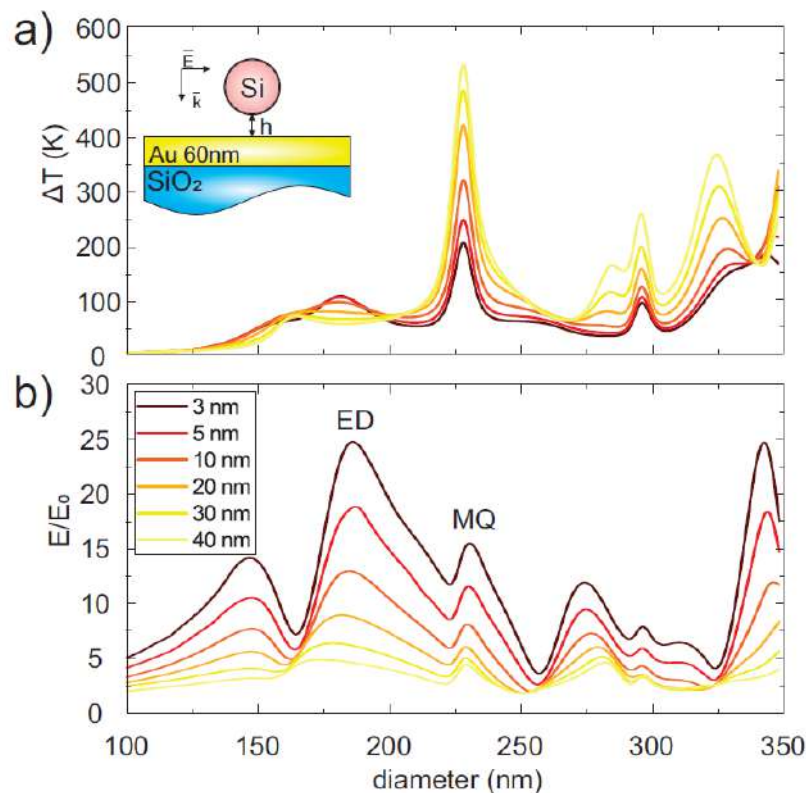 a)
ΔT (K)
600
500
400
300
200
100
0
E
k
Si
h
Au 60nm
SiO₂
b)
E/E₀
30
25
20
15
10
5
0
3 nm
5 nm
10 nm
20 nm
30 nm
40 nm
ED
MQ
100 150 200 250 300 350
diameter (nm)